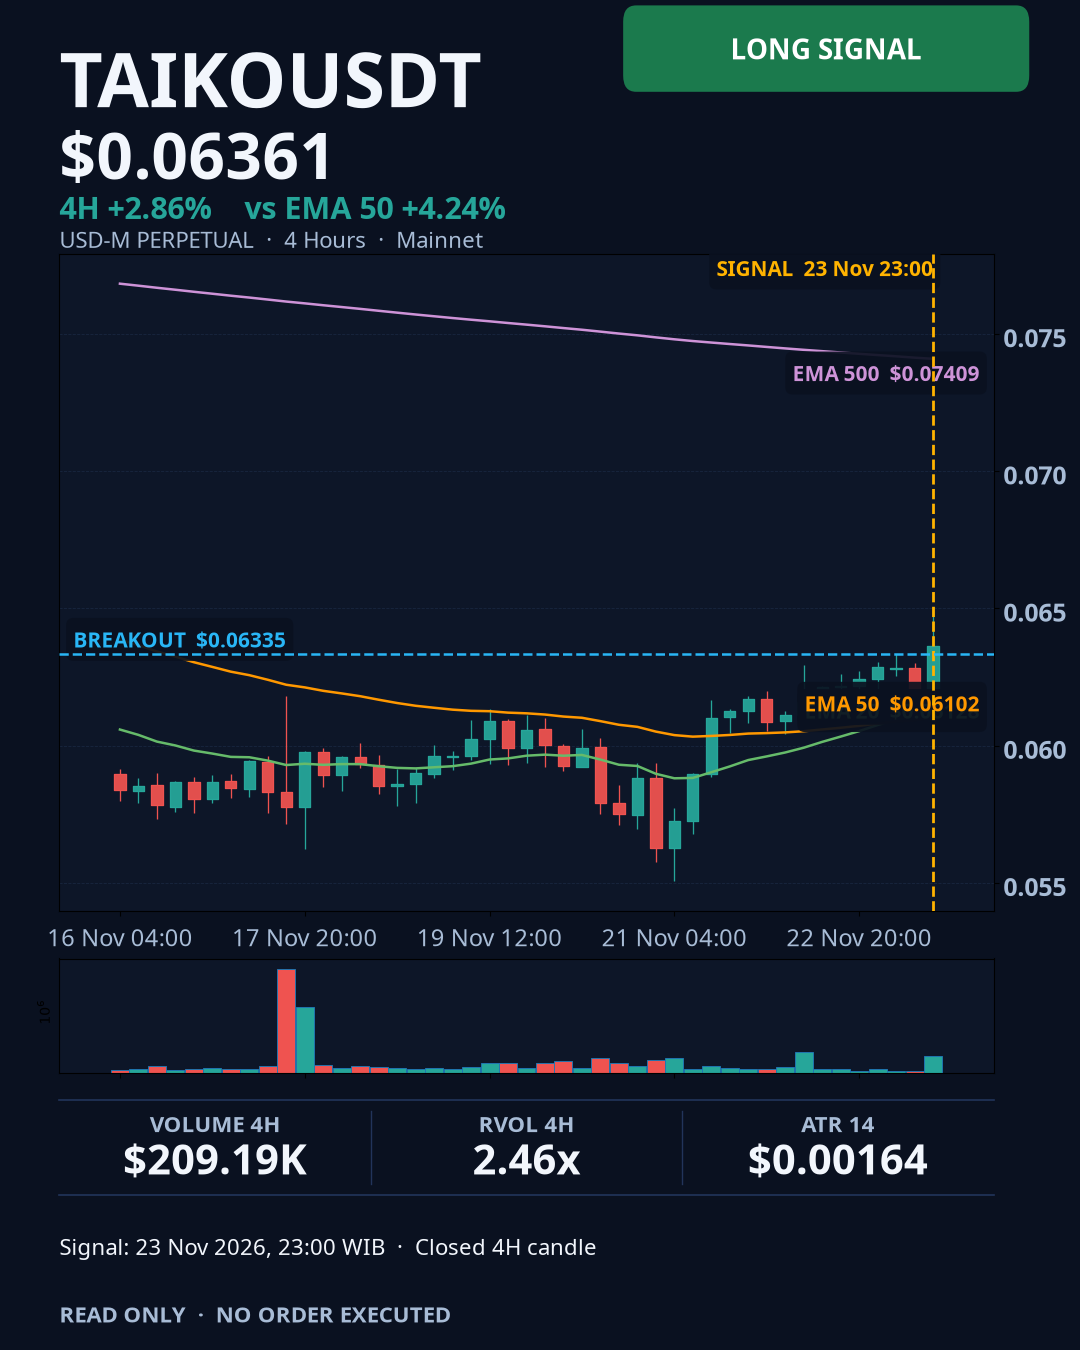 LONG SIGNAL
TAIKOUSDT
$0.06361
4H +2.86%    vs EMA 50 +4.24%
USD-M PERPETUAL · 4 Hours · Mainnet
SIGNAL 23 Nov 23:00
0.075
EMA 500 $0.07409
0.070
0.065
BREAKOUT $0.06335
EMA 50 $0.06102
0.060
0.055
16 Nov 04:00 17 Nov 20:00 19 Nov 12:00 21 Nov 04:00 22 Nov 20:00
10⁶
VOLUME 4H RVOL 4H ATR 14
$209.19K 2.46x $0.00164
Signal: 23 Nov 2026, 23:00 WIB · Closed 4H candle
READ ONLY · NO ORDER EXECUTED